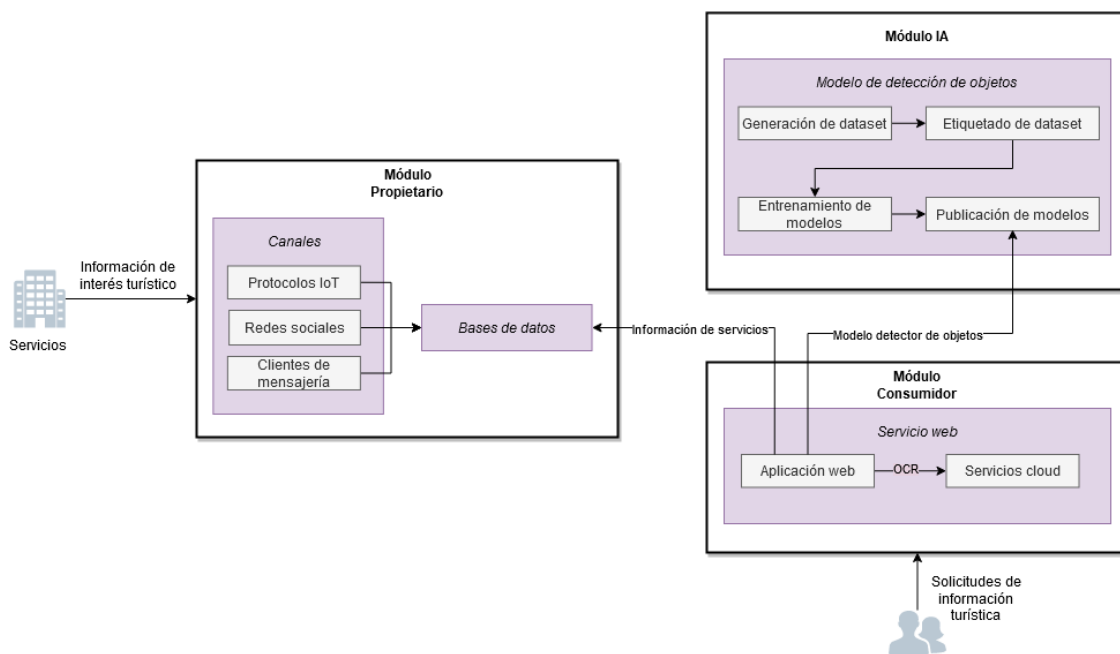 Servicios
Información de
interés turístico
Módulo
Propietario
Canales
Protocolos IoT
Redes sociales
Clientes de
mensajería
Bases de datos
Información de servicios
Módulo IA
Modelo de detección de objetos
Generación de dataset
Etiquetado de dataset
Entrenamiento de
modelos
Publicación de modelos
Modelo detector de objetos
Módulo
Consumidor
Servicio web
Aplicación web
OCR
Servicios cloud
Solicitudes de
información
turística